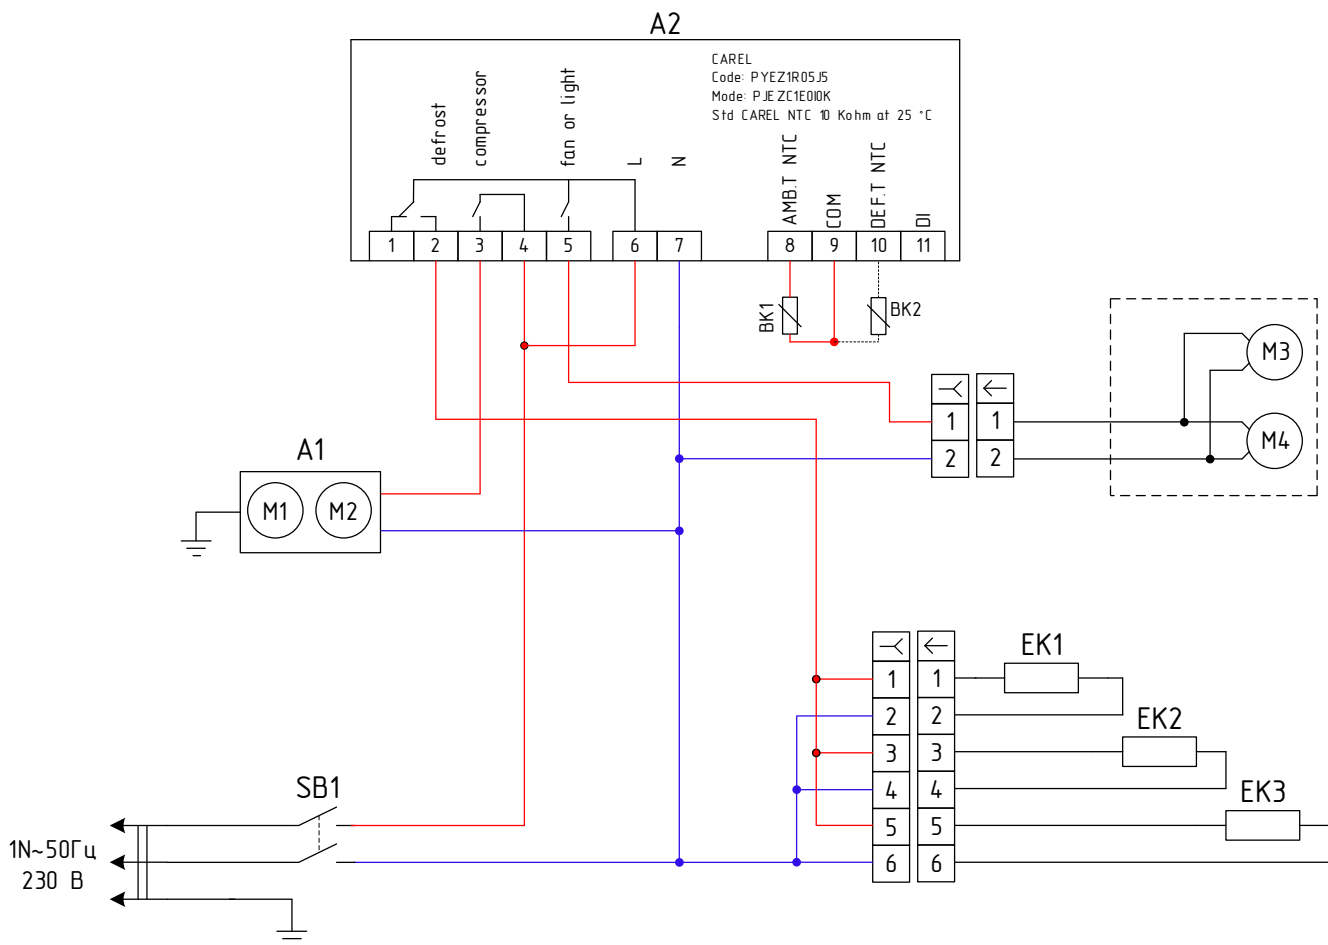 A2
CAREL
Code: PYEZ1R05J5
Mode: PJEZC1E0I0K
Std CAREL NTC 10 Kohm at 25 °C
defrost
compressor
fan or light
L
N
AMB.T NTC
COM
DEF.T NTC
DI
1 2 3 4 5 6 7 8 9 10 11
BK1
BK2
M3
M4
1 1
2 2
A1
M1 M2
EK1
EK2
EK3
1 1
2 2
3 3
4 4
5 5
6 6
SB1
1N~50Гц
230 В